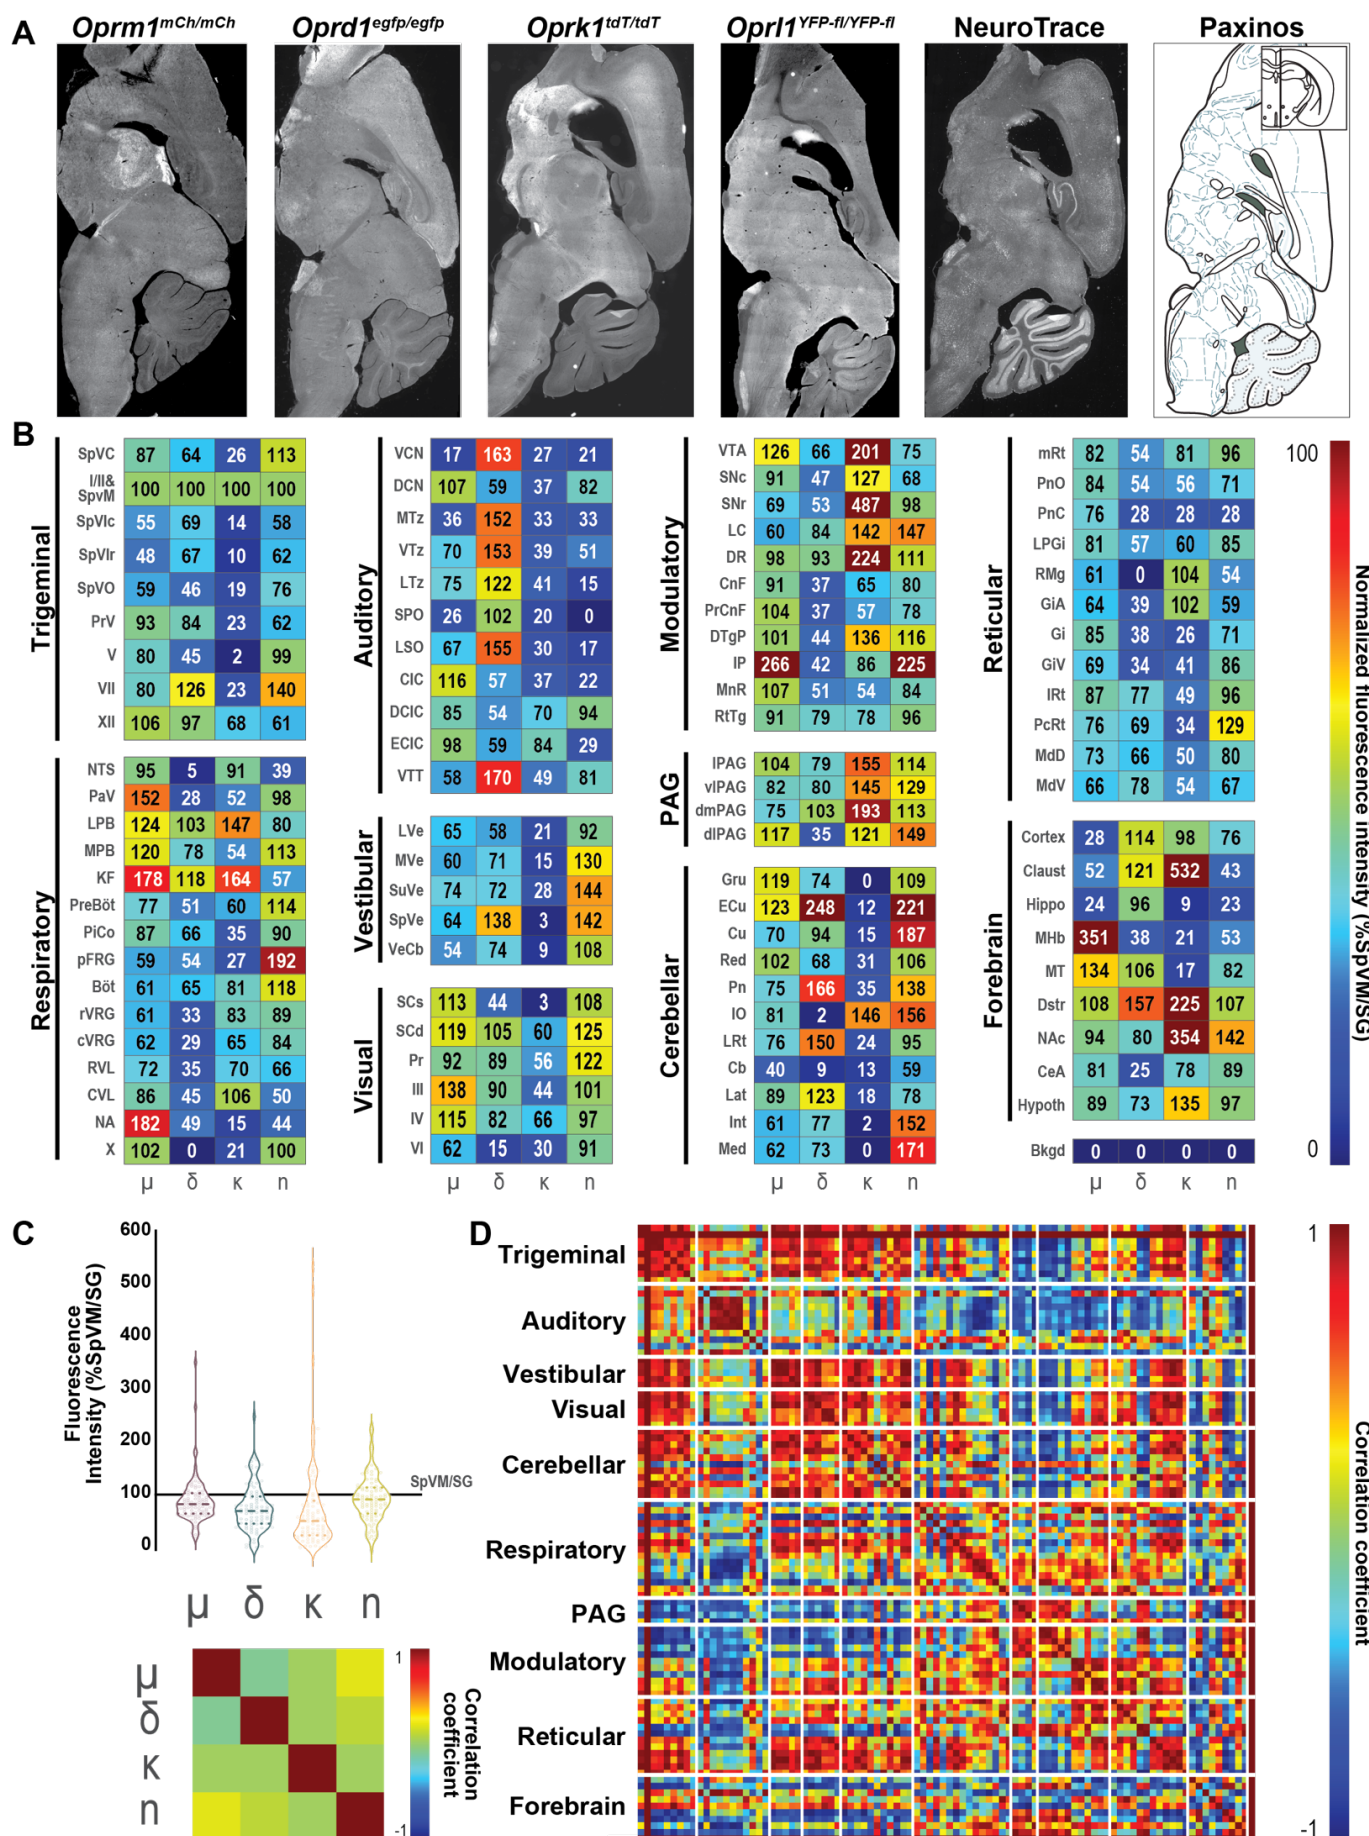 A
Oprm1mCh/mCh
Oprd1egfp/egfp
Oprk1tdT/tdT
Oprl1YFP-fl/YFP-fl
NeuroTrace
Paxinos
B
Trigeminal
SpVC 87 64 26 113
I/II& SpvM 100 100 100 100
SpVIc 55 69 14 58
SpVIr 48 67 10 62
SpVO 59 46 19 76
PrV 93 84 23 62
V 80 45 2 99
VII 80 126 23 140
XII 106 97 68 61
Respiratory
NTS 95 5 91 39
PaV 152 28 52 98
LPB 124 103 147 80
MPB 120 78 54 113
KF 178 118 164 57
PreBöt 77 51 60 114
PiCo 87 66 35 90
pFRG 59 54 27 192
Böt 61 65 81 118
rVRG 61 33 83 89
cVRG 62 29 65 84
RVL 72 35 70 66
CVL 86 45 106 50
NA 182 49 15 44
X 102 0 21 100
μ δ κ n
Auditory
VCN 17 163 27 21
DCN 107 59 37 82
MTz 36 152 33 33
VTz 70 153 39 51
LTz 75 122 41 15
SPO 26 102 20 0
LSO 67 155 30 17
CIC 116 57 37 22
DCIC 85 54 70 94
ECIC 98 59 84 29
VTT 58 170 49 81
Vestibular
LVe 65 58 21 92
MVe 60 71 15 130
SuVe 74 72 28 144
SpVe 64 138 3 142
VeCb 54 74 9 108
Visual
SCs 113 44 3 108
SCd 119 105 60 125
Pr 92 89 56 122
III 138 90 44 101
IV 115 82 66 97
VI 62 15 30 91
μ δ κ n
Modulatory
VTA 126 66 201 75
SNc 91 47 127 68
SNr 69 53 487 98
LC 60 84 142 147
DR 98 93 224 111
CnF 91 37 65 80
PrCnF 104 37 57 78
DTgP 101 44 136 116
IP 266 42 86 225
MnR 107 51 54 84
RtTg 91 79 78 96
PAG
lPAG 104 79 155 114
vlPAG 82 80 145 129
dmPAG 75 103 193 113
dlPAG 117 35 121 149
Cerebellar
Gru 119 74 0 109
ECu 123 248 12 221
Cu 70 94 15 187
Red 102 68 31 106
Pn 75 166 35 138
IO 81 2 146 156
LRt 76 150 24 95
Cb 40 9 13 59
Lat 89 123 18 78
Int 61 77 2 152
Med 62 73 0 171
μ δ κ n
Reticular
mRt 82 54 81 96
PnO 84 54 56 71
PnC 76 28 28 28
LPGi 81 57 60 85
RMg 61 0 104 54
GiA 64 39 102 59
Gi 85 38 26 71
GiV 69 34 41 86
IRt 87 77 49 96
PcRt 76 69 34 129
MdD 73 66 50 80
MdV 66 78 54 67
Forebrain
Cortex 28 114 98 76
Claust 52 121 532 43
Hippo 24 96 9 23
MHb 351 38 21 53
MT 134 106 17 82
Dstr 108 157 225 107
NAc 94 80 354 142
CeA 81 25 78 89
Hypoth 89 73 135 97
Bkgd 0 0 0 0
μ δ κ n
100
0
Normalized fluorescence intensity (%SpVM/SG)
C
Fluorescence
Intensity (%SpVM/SG)
600
500
400
300
200
100
0
SpVM/SG
μ δ κ n
μ
δ
κ
n
1
-1
Correlation
coefficient
D
Trigeminal
Auditory
Vestibular
Visual
Cerebellar
Respiratory
PAG
Modulatory
Reticular
Forebrain
1
-1
Correlation coefficient